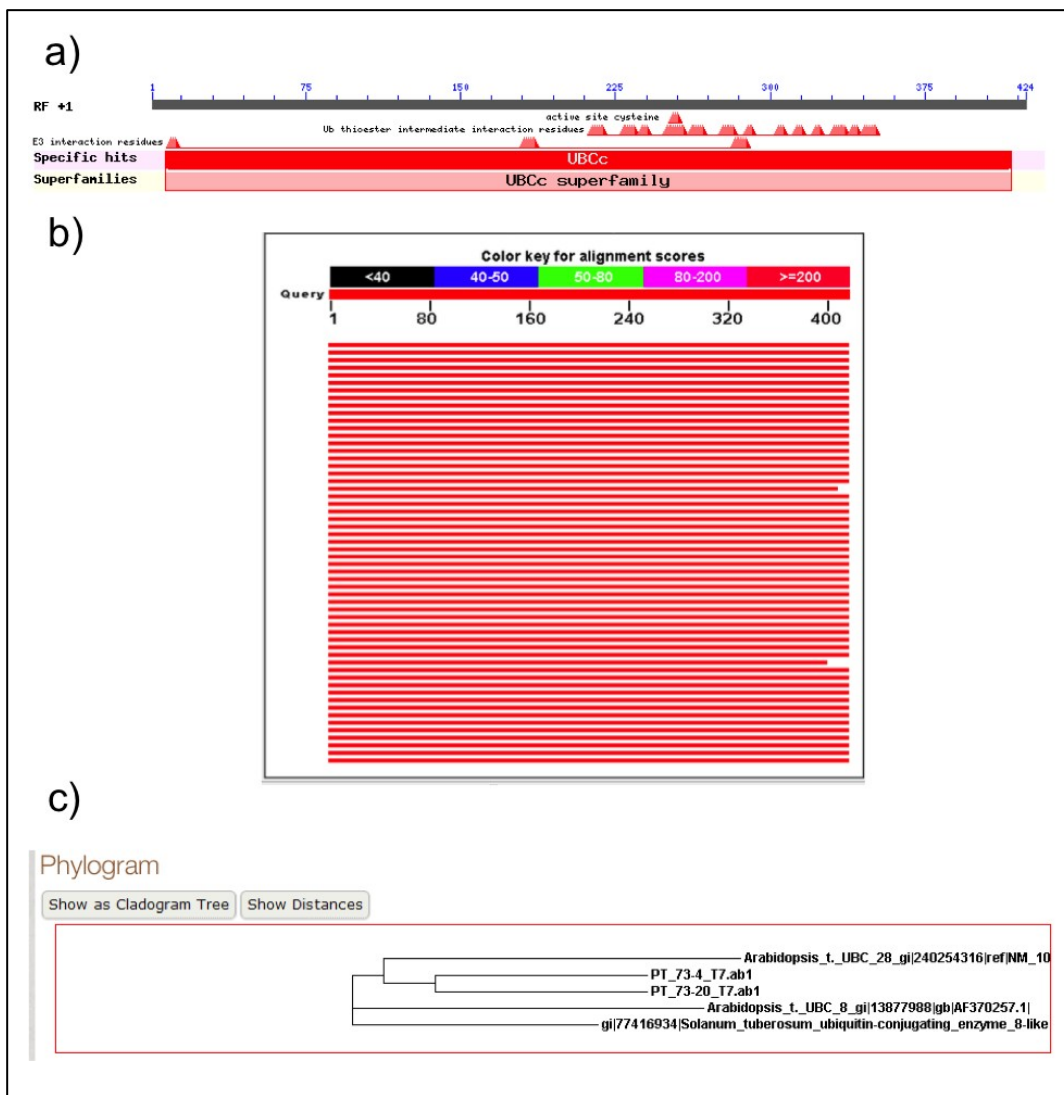 a)
1 75 150 225 300 375 424
RF +1
active site cysteine
Ub thioester intermediate interaction residues
E3 interaction residues
Specific hits UBCc
Superfamilies UBCc superfamily
b)
Color key for alignment scores
<40 40-50 50-80 80-200 >=200
Query
1 80 160 240 320 400
c)
Phylogram
Show as Cladogram Tree Show Distances
Arabidopsis_t._UBC_28_gi|240254316|ref|NM_10
PT_73-4_T7.ab1
PT_73-20_T7.ab1
Arabidopsis_t._UBC_8_gi|13877988|gb|AF370257.1|
gi|77416934|Solanum_tuberosum_ubiquitin-conjugating_enzyme_8-like